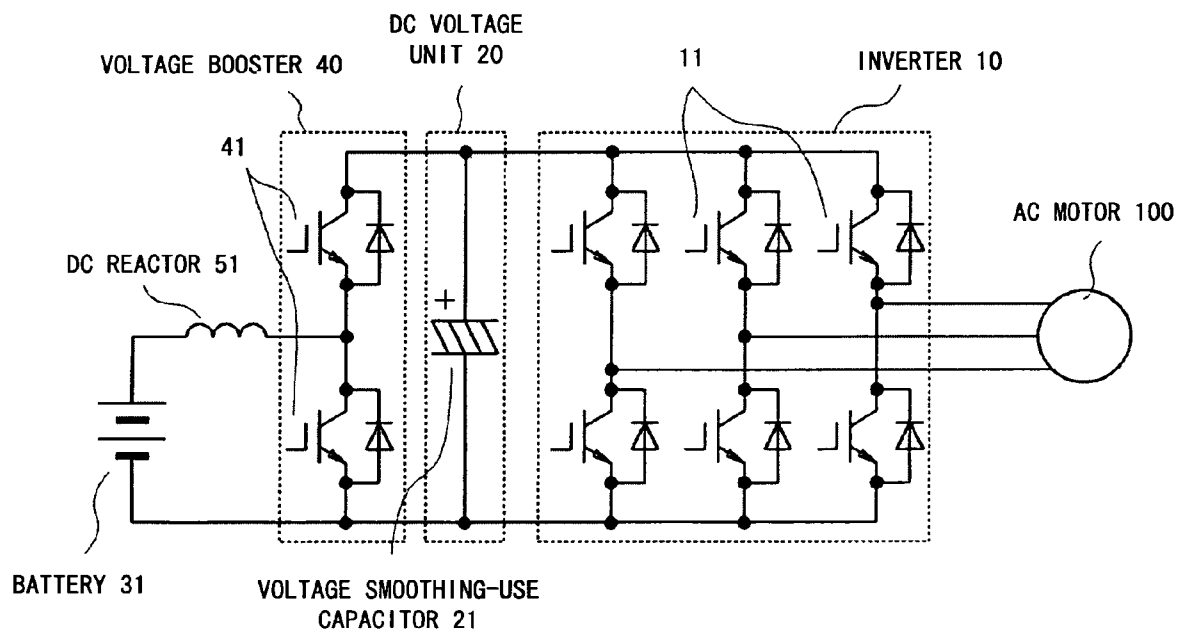 DC VOLTAGE
UNIT 20
VOLTAGE BOOSTER 40
11
INVERTER 10
41
AC MOTOR 100
DC REACTOR 51
+
BATTERY 31
VOLTAGE SMOOTHING-USE
CAPACITOR 21